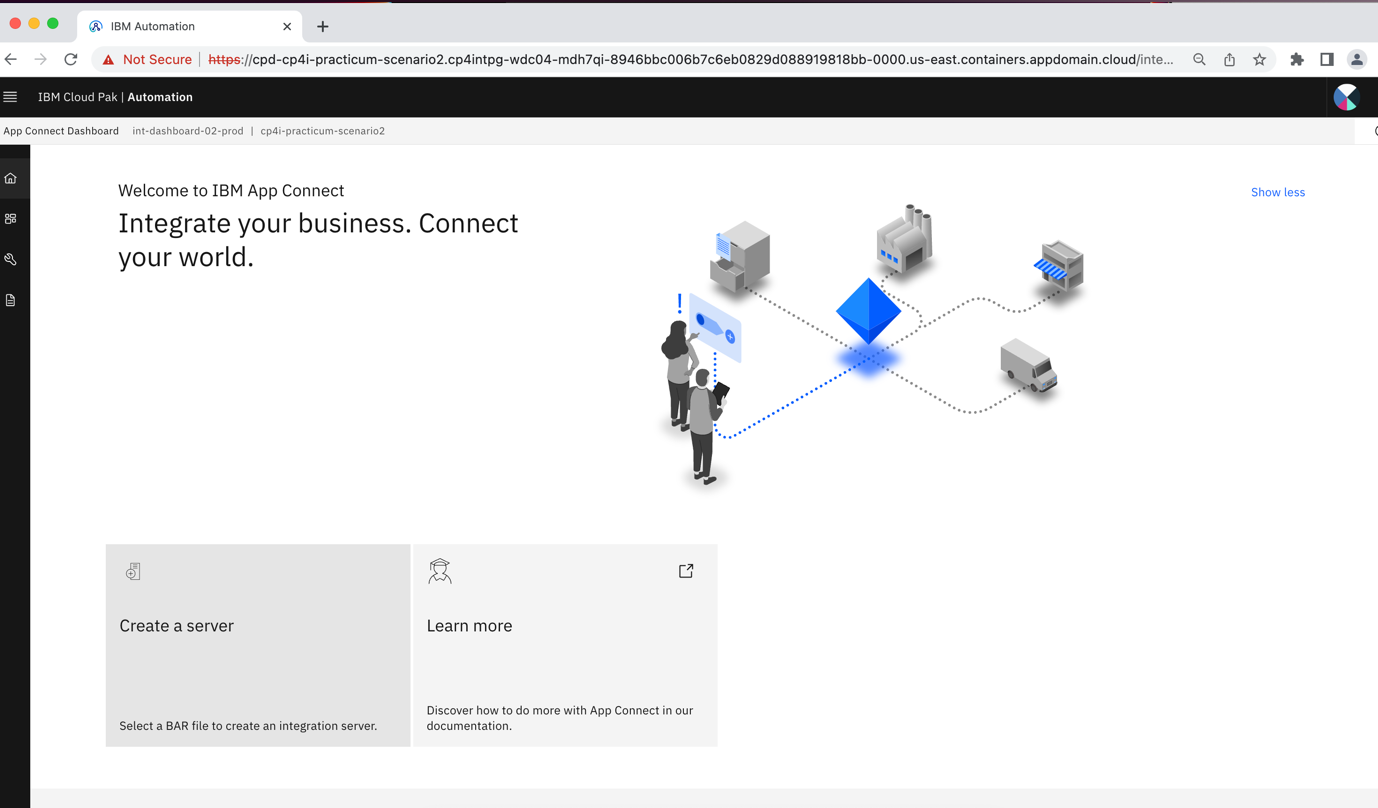 IBM Automation
Not Secure | https://cpd-cp4i-practicum-scenario2.cp4intpg-wdc04-mdh7qi-8946bbc006b7c6eb0829d088919818bb-0000.us-east.containers.appdomain.cloud/inte...
IBM Cloud Pak | Automation
App Connect Dashboard int-dashboard-02-prod | cp4i-practicum-scenario2
Welcome to IBM App Connect
Show less
Integrate your business. Connect
your world.
!
Create a server
Select a BAR file to create an integration server.
Learn more
Discover how to do more with App Connect in our
documentation.